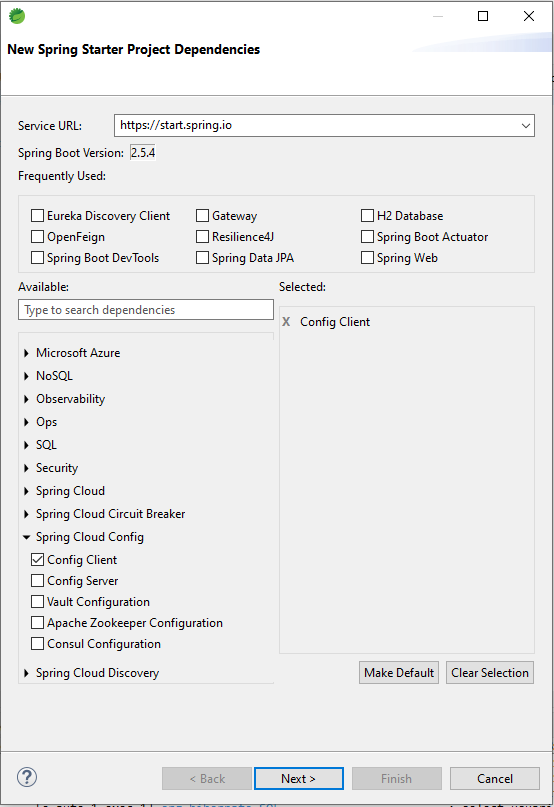 New Spring Starter Project Dependencies
Service URL: https://start.spring.io
Spring Boot Version: 2.5.4
Frequently Used:
Eureka Discovery Client Gateway H2 Database
OpenFeign Resilience4J Spring Boot Actuator
Spring Boot DevTools Spring Data JPA Spring Web
Available: Selected:
Type to search dependencies
X Config Client
Microsoft Azure
NoSQL
Observability
Ops
SQL
Security
Spring Cloud
Spring Cloud Circuit Breaker
Spring Cloud Config
Config Client
Config Server
Vault Configuration
Apache Zookeeper Configuration
Consul Configuration
Spring Cloud Discovery
Make Default Clear Selection
? < Back Next > Finish Cancel